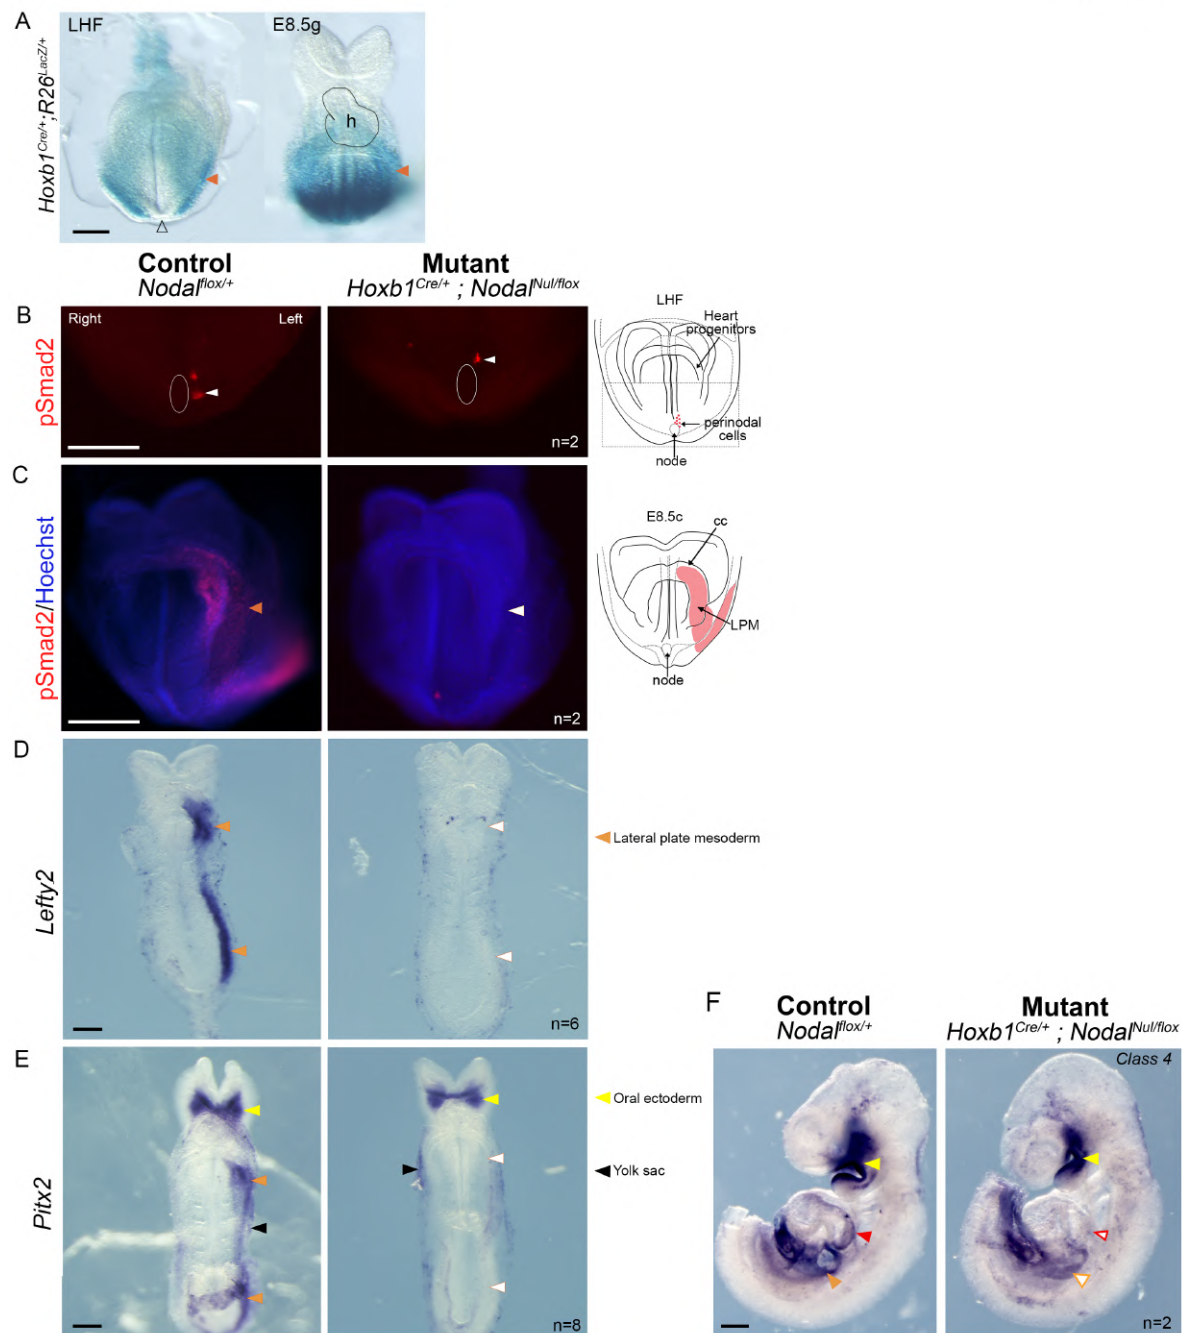 A
LHF
E8.5g
Hoxb1Cre/+;R26LacZ/+
h
Control
Nodalflox/+
Mutant
Hoxb1Cre/+ ; NodalNul/flox
B
pSmad2
Right
Left
n=2
LHF
Heart
progenitors
perinodal
cells
node
C
pSmad2/Hoechst
n=2
E8.5c
cc
LPM
node
D
Lefty2
n=6
Lateral plate mesoderm
E
Pitx2
n=8
Oral ectoderm
Yolk sac
F
Control
Nodalflox/+
Mutant
Hoxb1Cre/+ ; NodalNul/flox
Class 4
n=2